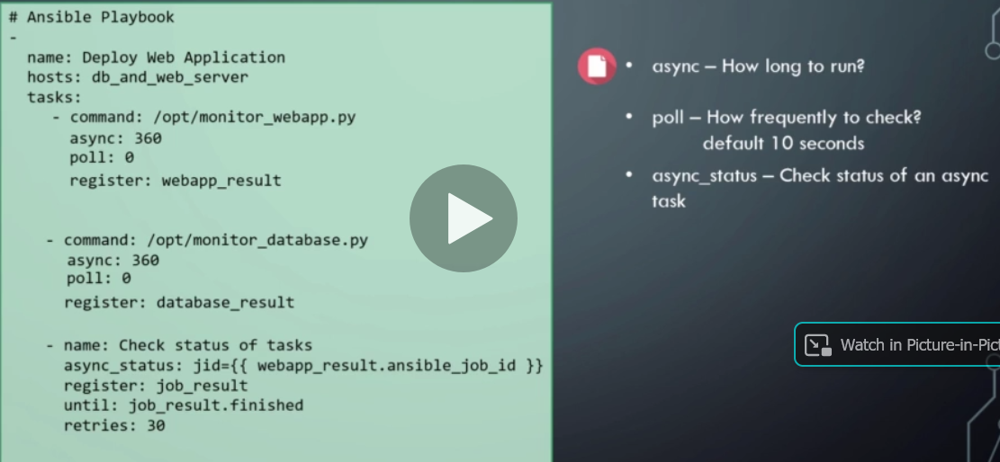 # Ansible Playbook
-
name: Deploy Web Application
hosts: db_and_web_server
tasks:
- command: /opt/monitor_webapp.py
async: 360
poll: 0
register: webapp_result
- command: /opt/monitor_database.py
async: 360
poll: 0
register: database_result
- name: Check status of tasks
async_status: jid={{ webapp_result.ansible_job_id }}
register: job_result
until: job_result.finished
retries: 30
• async – How long to run?
• poll – How frequently to check?
default 10 seconds
• async_status – Check status of an async
task
Watch in Picture-in-Pict